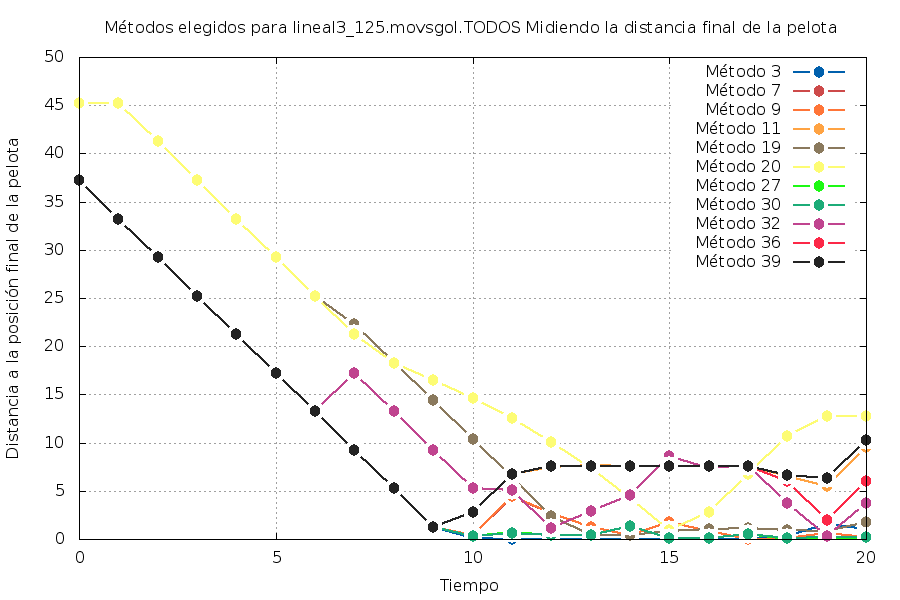 Métodos elegidos para lineal3_125.movsgol.TODOS Midiendo la distancia final de la pelota
Distancia a la posición final de la pelota
50
45
40
35
30
25
20
15
10
5
0
0
5
10
15
20
Tiempo
Método 3
Método 7
Método 9
Método 11
Método 19
Método 20
Método 27
Método 30
Método 32
Método 36
Método 39